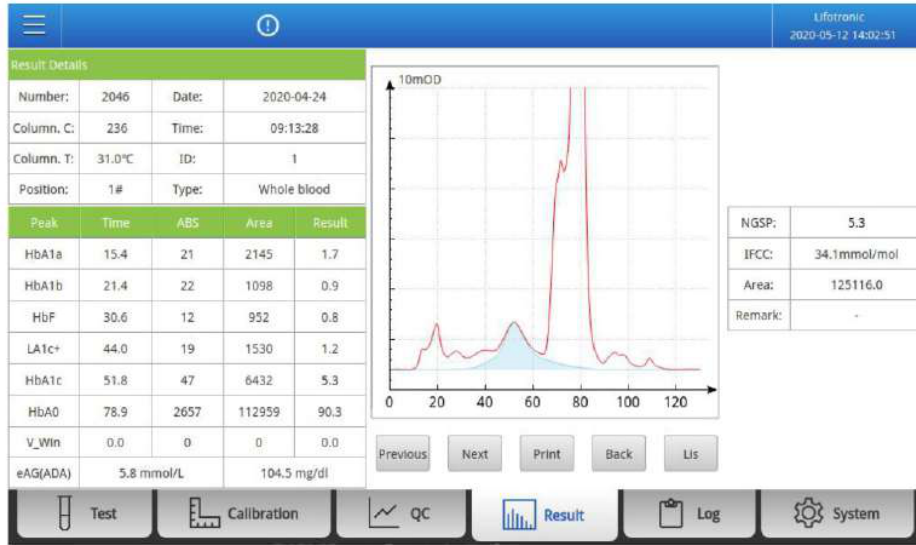 Lifotronic
2020-05-12 14:02:51
Result Details
Number: 2046 Date: 2020-04-24
Column. C: 236 Time: 09:13:28
Column. T: 31.0℃ ID: 1
Position: 1# Type: Whole blood
Peak Time ABS Area Result
HbA1a 15.4 21 2145 1.7
HbA1b 21.4 22 1098 0.9
HbF 30.6 12 952 0.8
LA1c+ 44.0 19 1530 1.2
HbA1c 51.8 47 6432 5.3
HbA0 78.9 2657 112959 90.3
V_Win 0.0 0 0 0.0
eAG(ADA) 5.8 mmol/L 104.5 mg/dl
10mOD
0 20 40 60 80 100 120
NGSP: 5.3
IFCC: 34.1mmol/mol
Area: 125116.0
Remark: -
Previous Next Print Back Lis
Test Calibration QC Result Log System